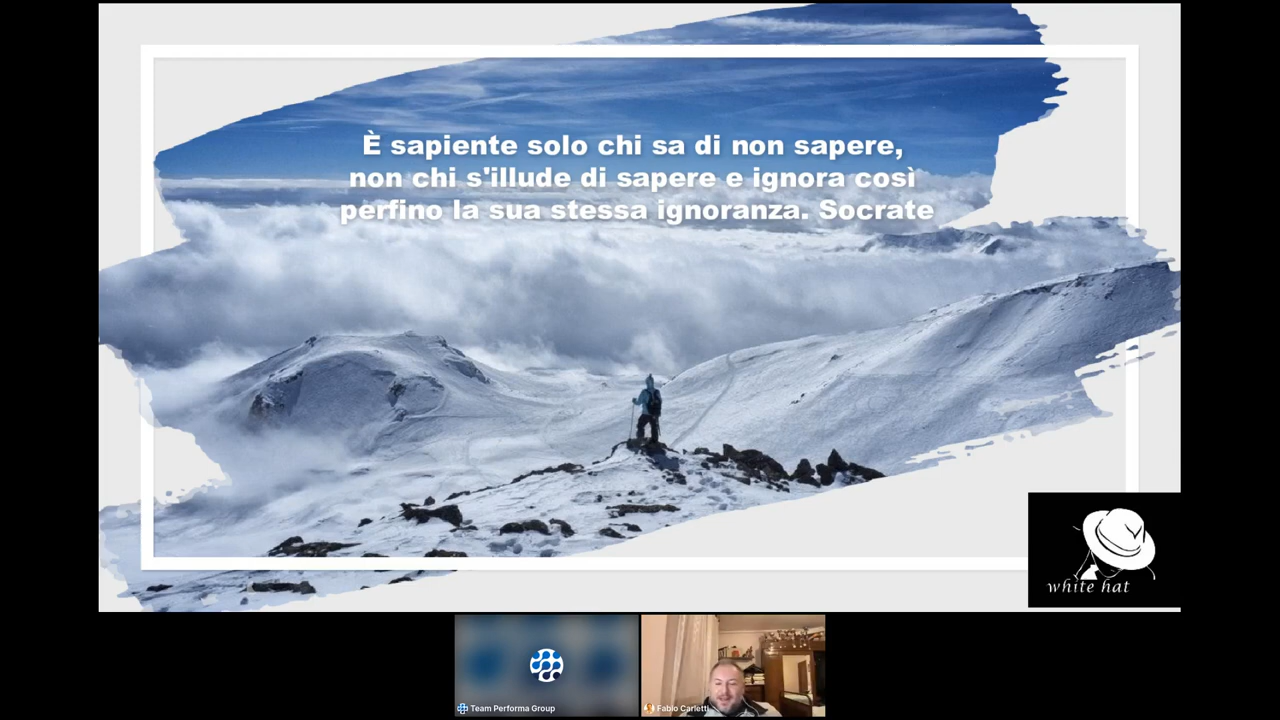 È sapiente solo chi sa di non sapere,
non chi s'illude di sapere e ignora così
perfino la sua stessa ignoranza. Socrate
white hat
Team Performa Group
Fabio Carletti